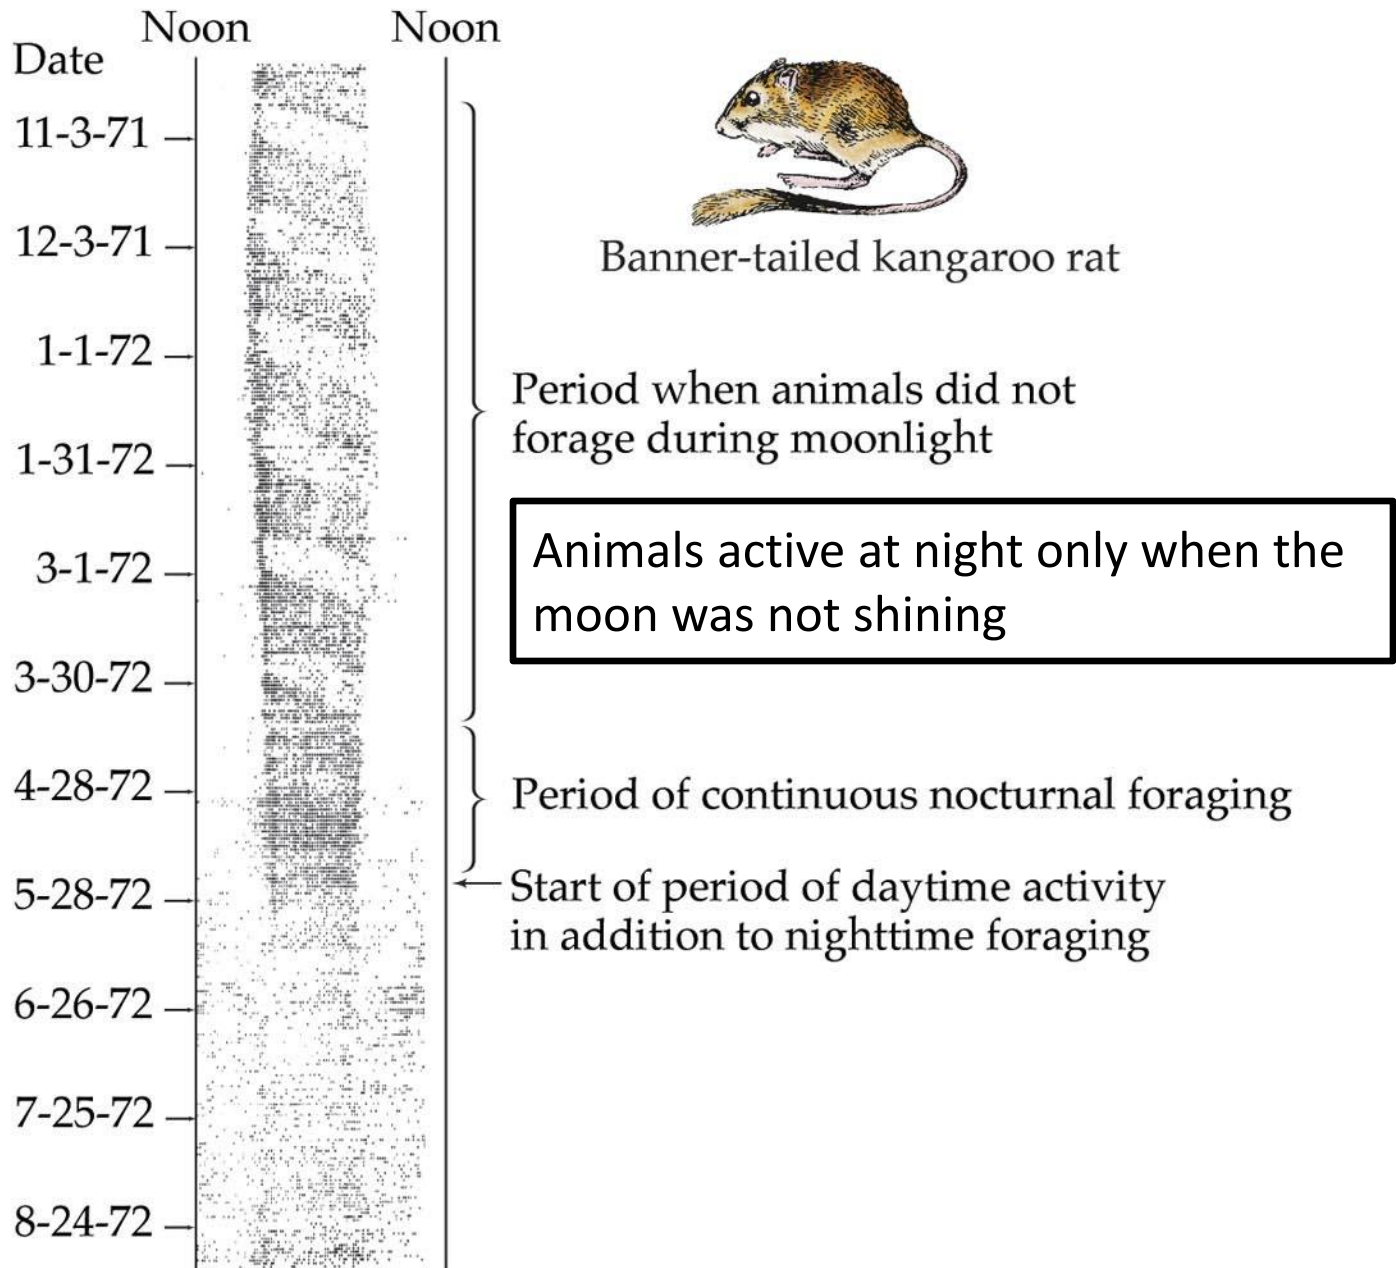 Noon Noon
Date
11-3-71
12-3-71
Banner-tailed kangaroo rat
1-1-72
Period when animals did not
forage during moonlight
1-31-72
Animals active at night only when the
moon was not shining
3-1-72
3-30-72
4-28-72
Period of continuous nocturnal foraging
5-28-72
Start of period of daytime activity
in addition to nighttime foraging
6-26-72
7-25-72
8-24-72